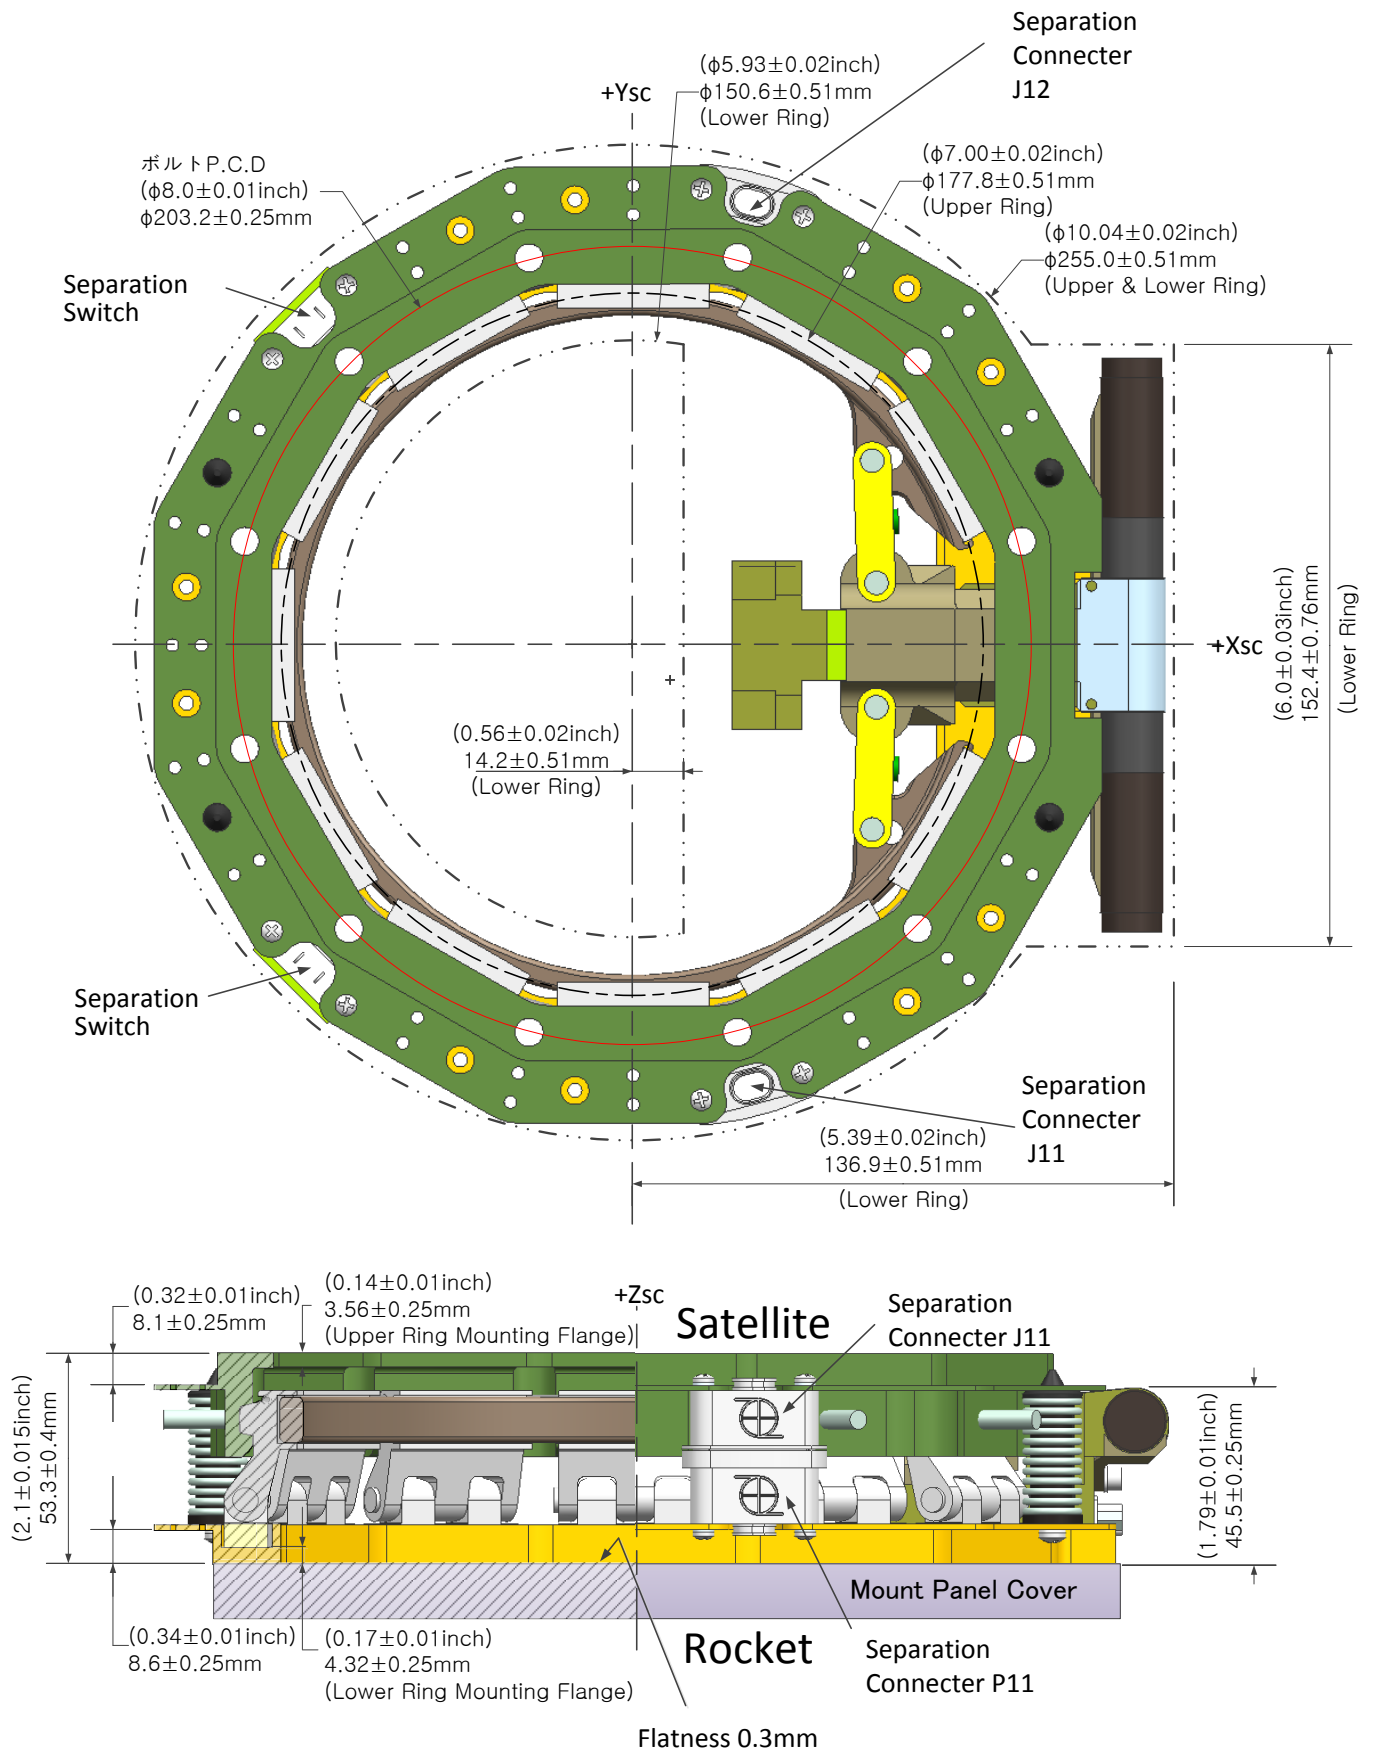 Separation
Connecter
J12
(ϕ5.93±0.02inch)
ϕ150.6±0.51mm
(Lower Ring)
+Ysc
ボルトP.C.D
(ϕ8.0±0.01inch)
ϕ203.2±0.25mm
(ϕ7.00±0.02inch)
ϕ177.8±0.51mm
(Upper Ring)
(ϕ10.04±0.02inch)
ϕ255.0±0.51mm
(Upper & Lower Ring)
Separation
Switch
+Xsc
(6.0±0.03inch)
152.4±0.76mm
(Lower Ring)
(0.56±0.02inch)
14.2±0.51mm
(Lower Ring)
Separation
Switch
Separation
Connecter
J11
(5.39±0.02inch)
136.9±0.51mm
(Lower Ring)
(0.32±0.01inch)
8.1±0.25mm
(0.14±0.01inch)
3.56±0.25mm
(Upper Ring Mounting Flange)
+Zsc
Satellite
Separation
Connecter J11
(2.1±0.015inch)
53.3±0.4mm
(1.79±0.01inch)
45.5±0.25mm
Mount Panel Cover
(0.34±0.01inch)
8.6±0.25mm
(0.17±0.01inch)
4.32±0.25mm
(Lower Ring Mounting Flange)
Rocket
Separation
Connecter P11
Flatness 0.3mm